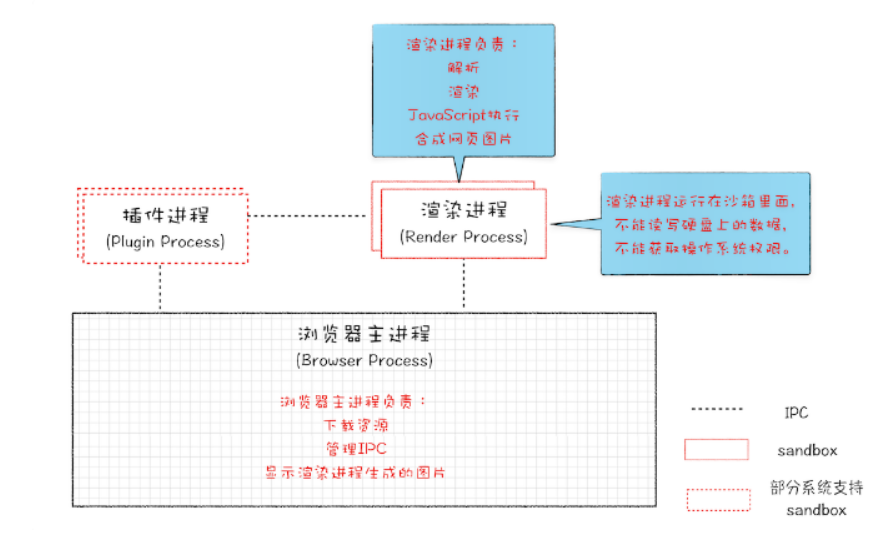 渲染进程负责：
解析
渲染
JavaScript执行
合成网页图片
插件进程
(Plugin Process)
渲染进程
(Render Process)
渲染进程运行在沙箱里面，
不能读写硬盘上的数据，
不能获取操作系统权限。
浏览器主进程
(Browser Process)
浏览器主进程负责：
下载资源
管理IPC
显示渲染进程生成的图片
IPC
sandbox
部分系统支持
sandbox